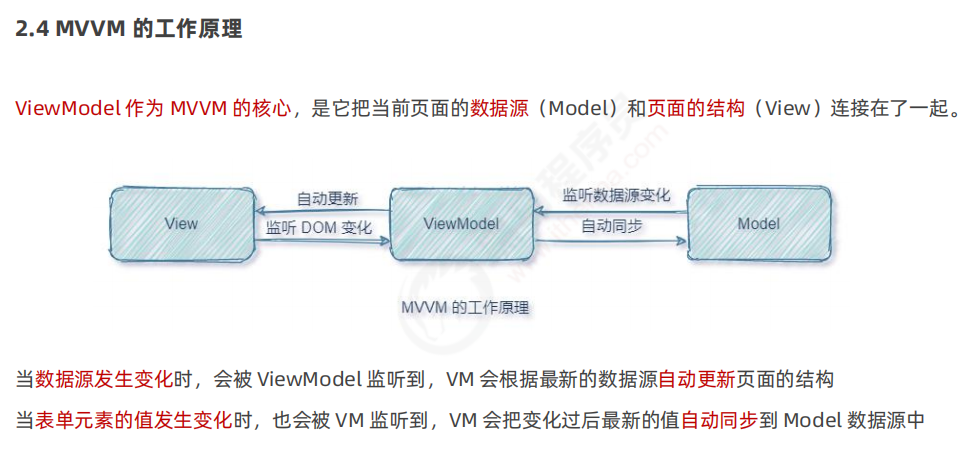 2.4 MVVM 的工作原理
ViewModel 作为 MVVM 的核心，是它把当前页面的数据源（Model）和页面的结构（View）连接在了一起。
自动更新
监听数据源变化
View
ViewModel
Model
监听 DOM 变化
自动同步
MVVM 的工作原理
当数据源发生变化时，会被 ViewModel 监听到，VM 会根据最新的数据源自动更新页面的结构
当表单元素的值发生变化时，也会被 VM 监听到，VM 会把变化过后最新的值自动同步到 Model 数据源中